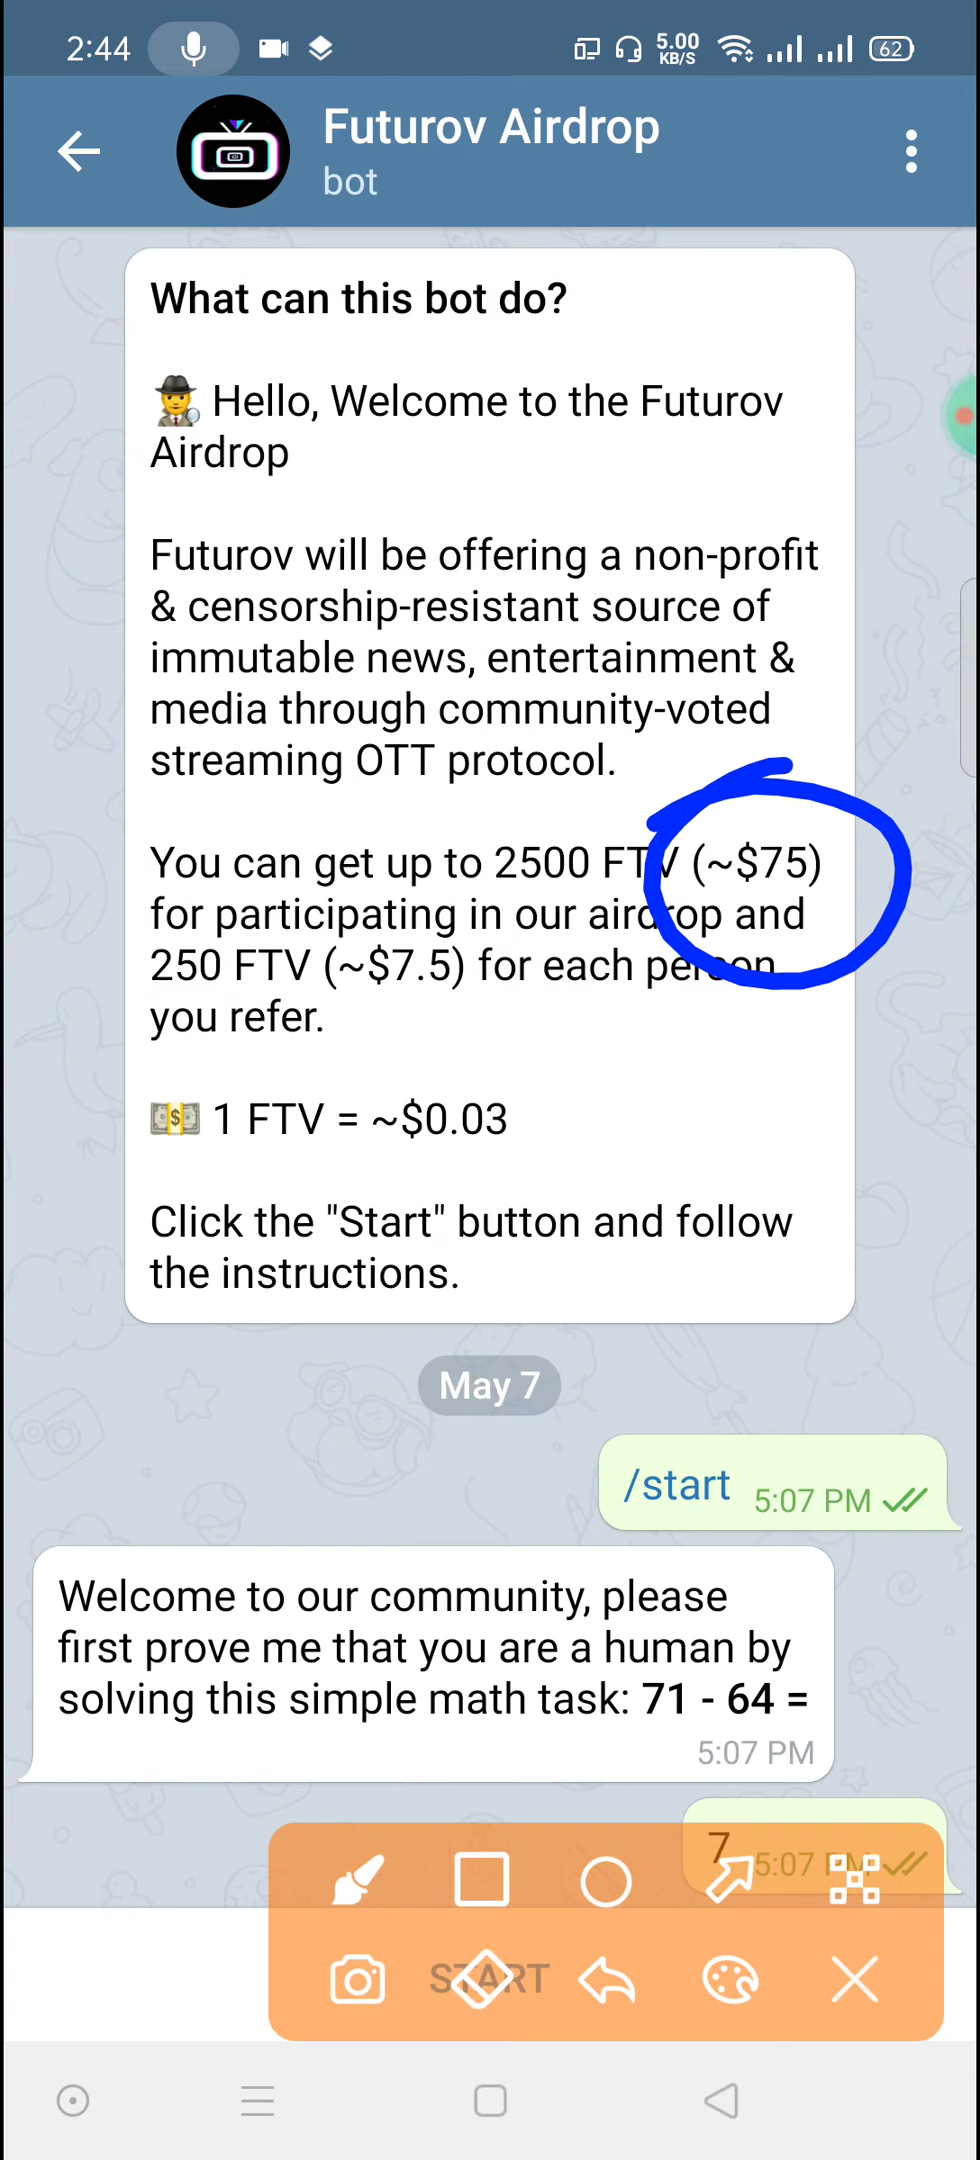 2:44
5.00
KB/S
62
Futurov Airdrop
bot
What can this bot do?
🕵 Hello, Welcome to the Futurov
Airdrop
Futurov will be offering a non-profit
& censorship-resistant source of
immutable news, entertainment &
media through community-voted
streaming OTT protocol.
You can get up to 2500 FTV (~$75)
for participating in our airdrop and
250 FTV (~$7.5) for each person
you refer.
💵 1 FTV = ~$0.03
Click the "Start" button and follow
the instructions.
May 7
/start 5:07 PM
Welcome to our community, please
first prove me that you are a human by
solving this simple math task: 71 - 64 =
5:07 PM
7 5:07 PM
START